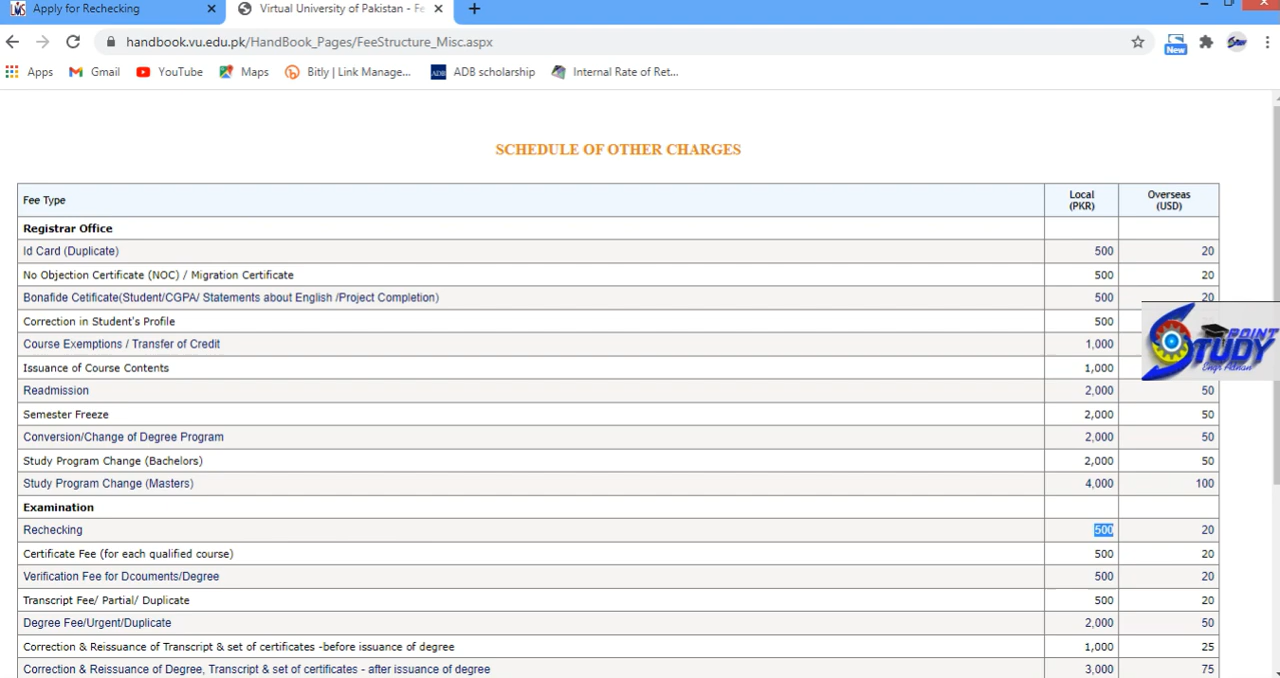 Apply for Rechecking
Virtual University of Pakistan - Fe
handbook.vu.edu.pk/HandBook_Pages/FeeStructure_Misc.aspx
New
Apps Gmail YouTube Maps Bitly | Link Manage... ADB scholarship Internal Rate of Ret...
SCHEDULE OF OTHER CHARGES
Fee Type Local (PKR) Overseas (USD)
Registrar Office
Id Card (Duplicate) 500 20
No Objection Certificate (NOC) / Migration Certificate 500 20
Bonafide Cetificate(Student/CGPA/ Statements about English /Project Completion) 500 20
Correction in Student's Profile 500
Course Exemptions / Transfer of Credit 1,000
Issuance of Course Contents 1,000
POINT
STUDY
Engr Adnan
Readmission 2,000 50
Semester Freeze 2,000 50
Conversion/Change of Degree Program 2,000 50
Study Program Change (Bachelors) 2,000 50
Study Program Change (Masters) 4,000 100
Examination
Rechecking 500 20
Certificate Fee (for each qualified course) 500 20
Verification Fee for Dcouments/Degree 500 20
Transcript Fee/ Partial/ Duplicate 500 20
Degree Fee/Urgent/Duplicate 2,000 50
Correction & Reissuance of Transcript & set of certificates -before issuance of degree 1,000 25
Correction & Reissuance of Degree, Transcript & set of certificates - after issuance of degree 3,000 75